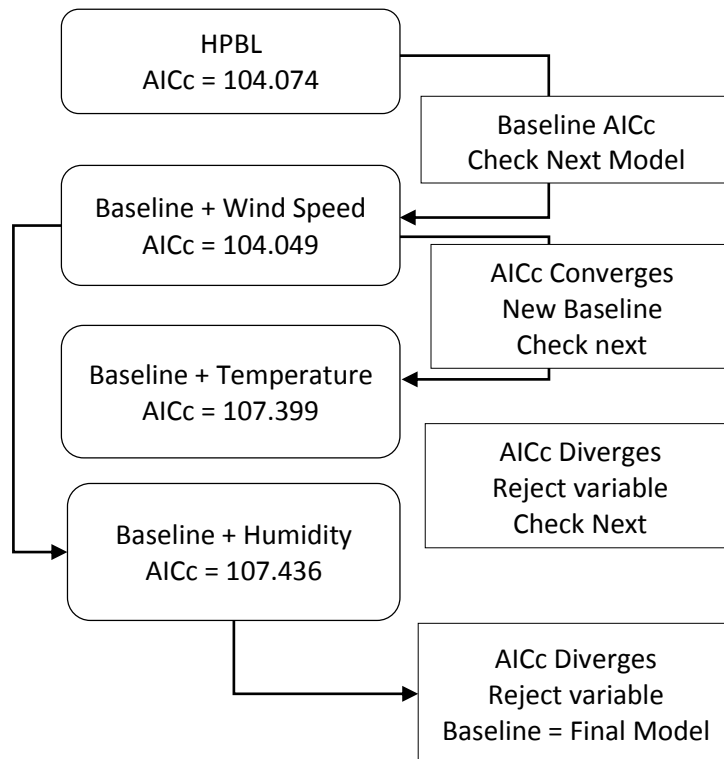 HPBL
AICc = 104.074
Baseline AICc
Check Next Model
Baseline + Wind Speed
AICc = 104.049
AICc Converges
New Baseline
Check next
Baseline + Temperature
AICc = 107.399
AICc Diverges
Reject variable
Check Next
Baseline + Humidity
AICc = 107.436
AICc Diverges
Reject variable
Baseline = Final Model